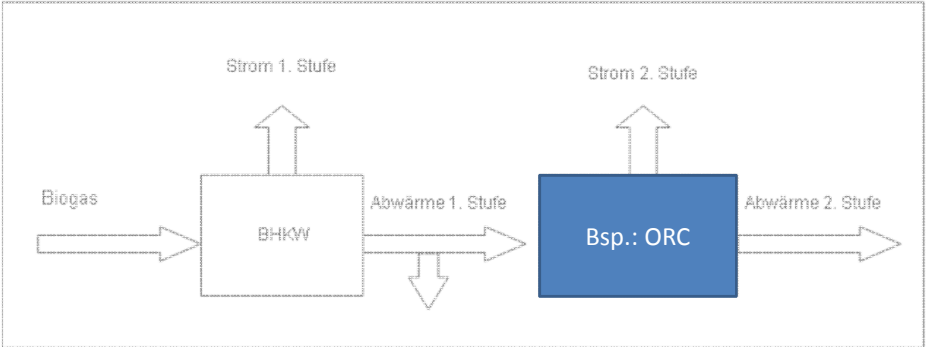 Strom 1. Stufe
Strom 2. Stufe
Biogas
BHKW
Abwärme 1. Stufe
Bsp.: ORC
Abwärme 2. Stufe